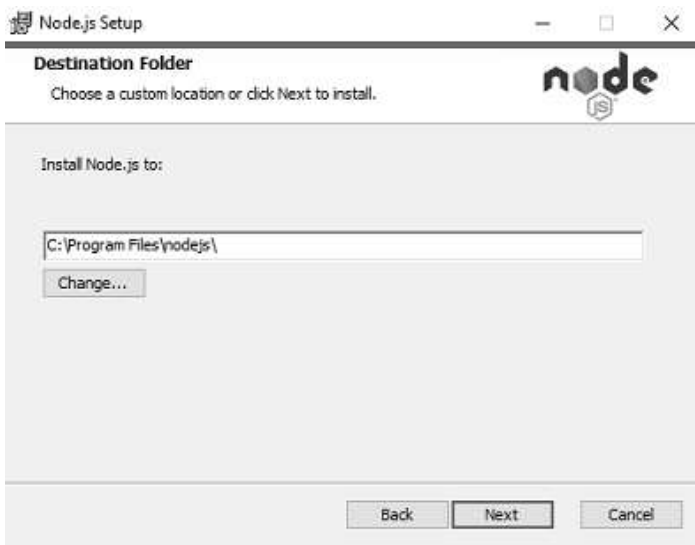 Node.js Setup
Destination Folder
Choose a custom location or click Next to install.
node
JS
Install Node.js to:
C:\Program Files\nodejs\
Change...
Back Next Cancel